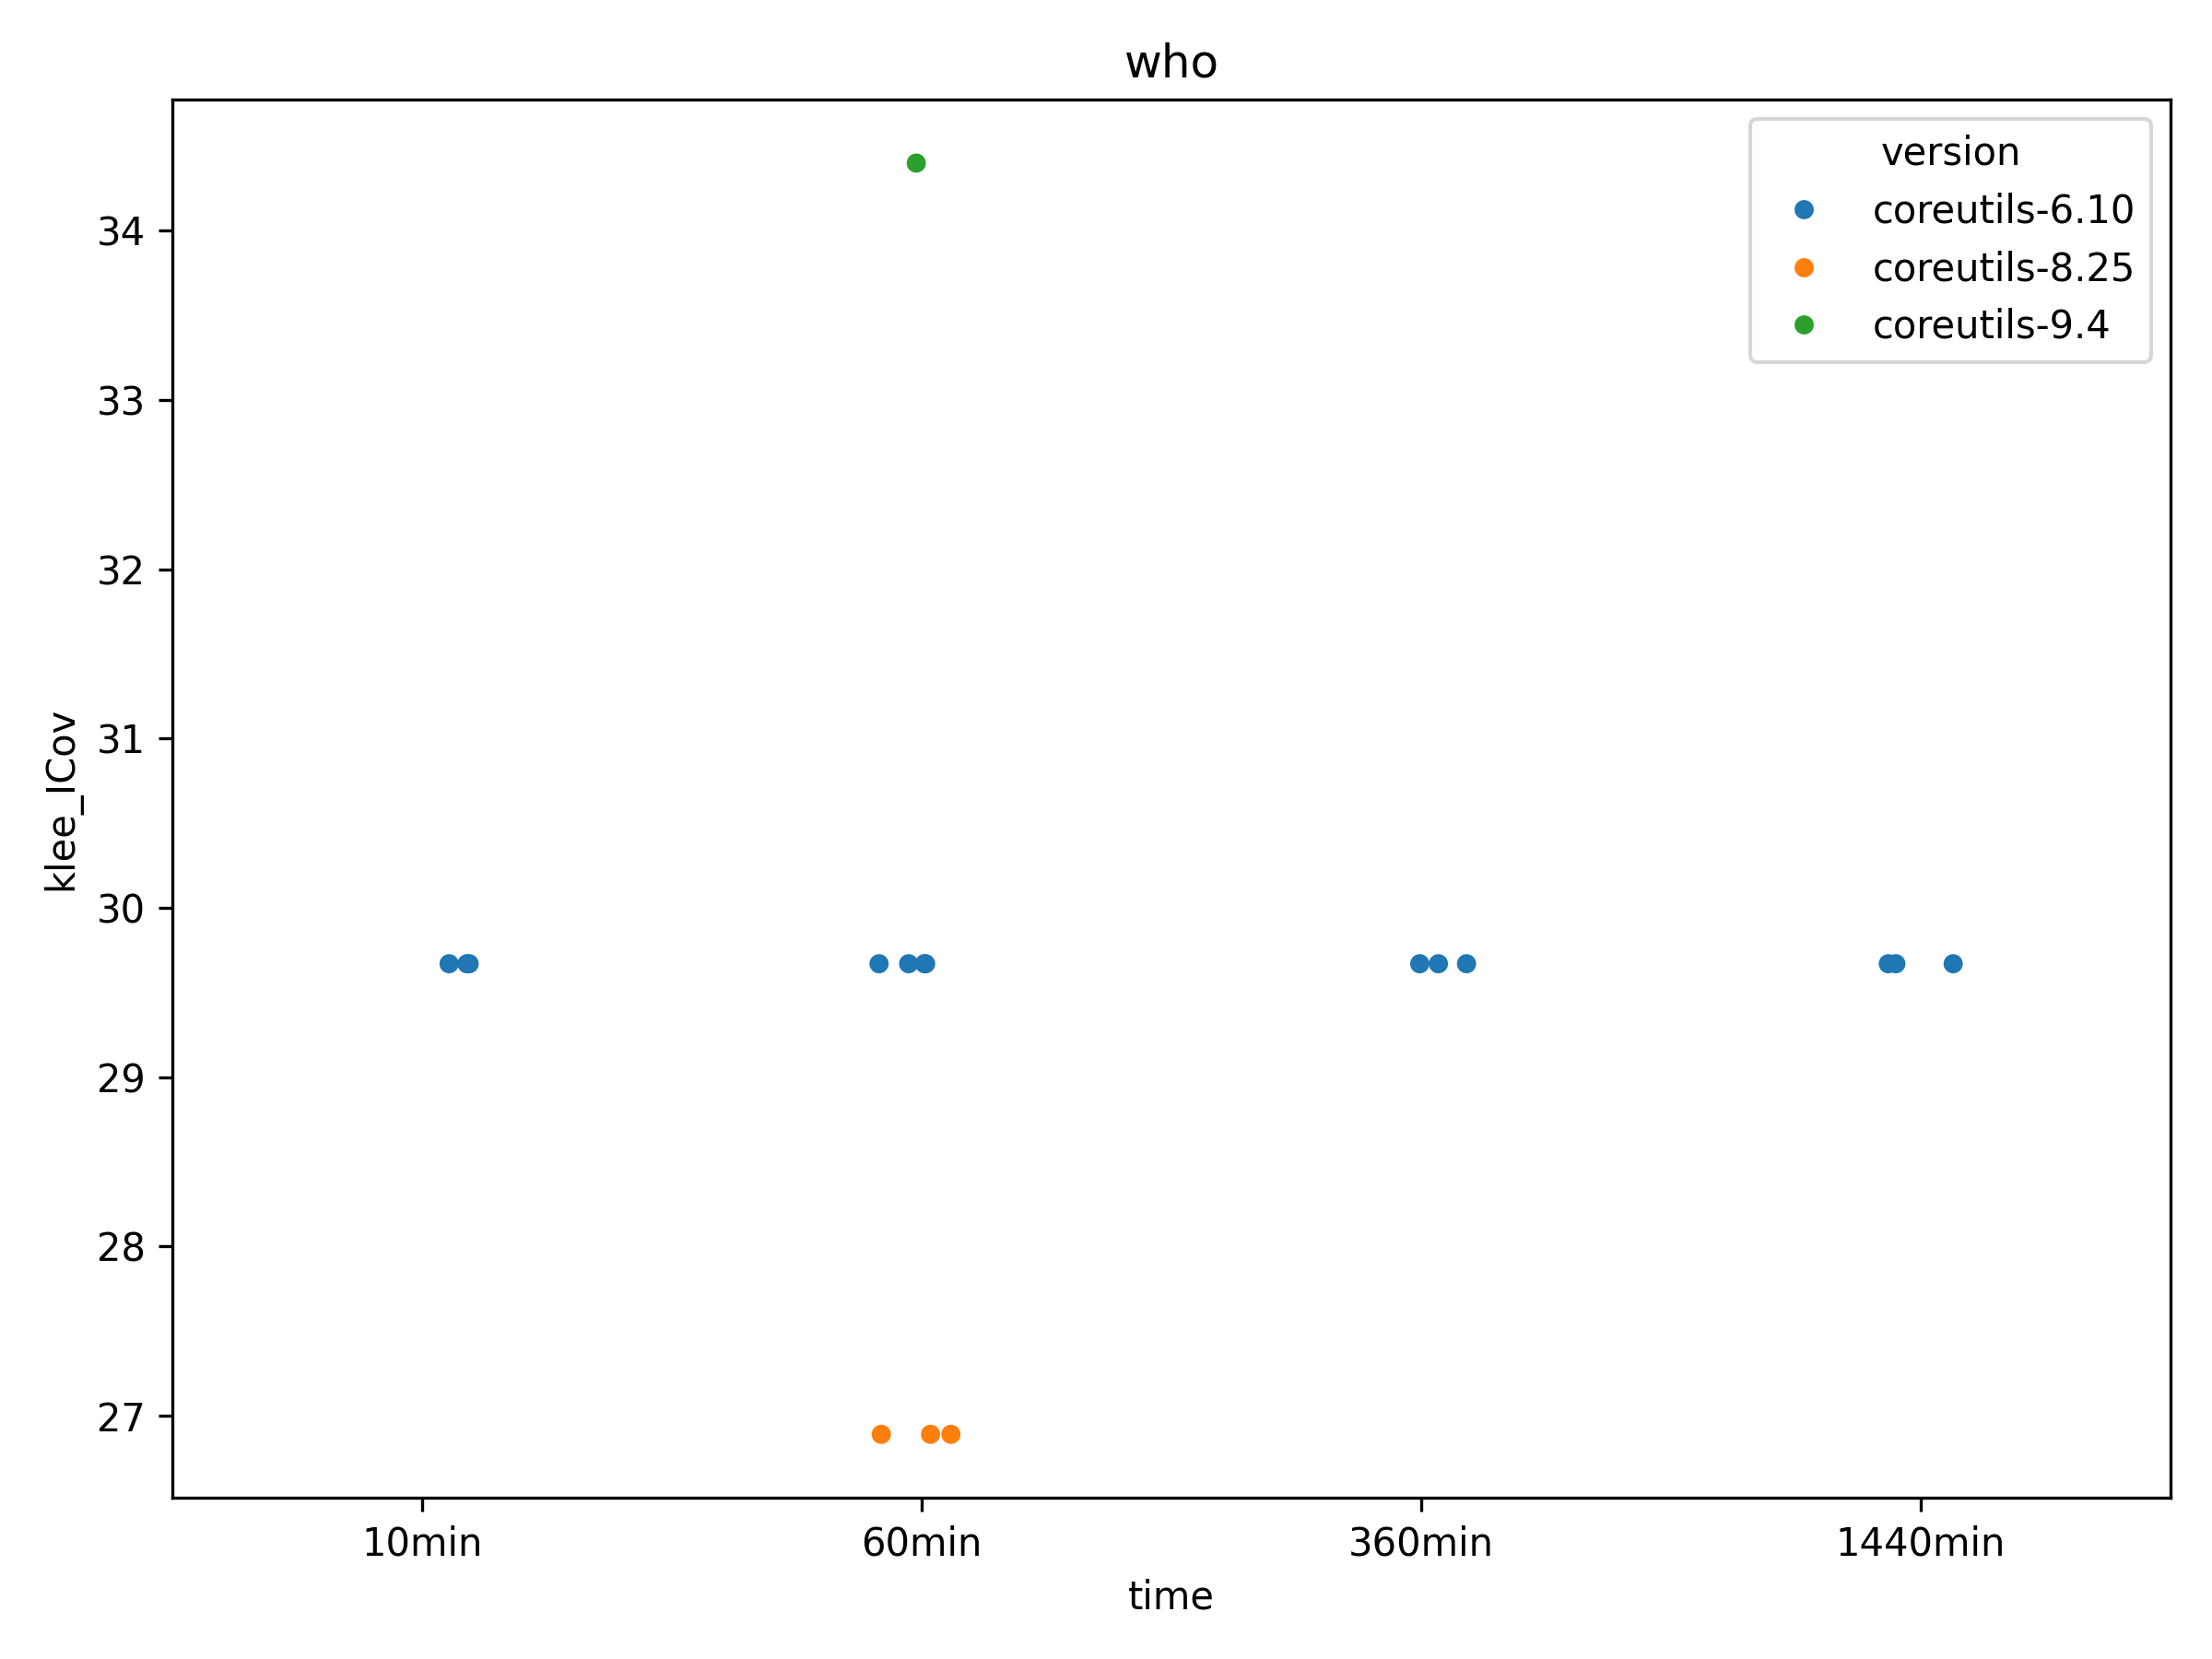 who
version
coreutils-6.10
coreutils-8.25
coreutils-9.4
34
33
32
31
30
29
28
27
klee_ICov
10min
60min
360min
1440min
time